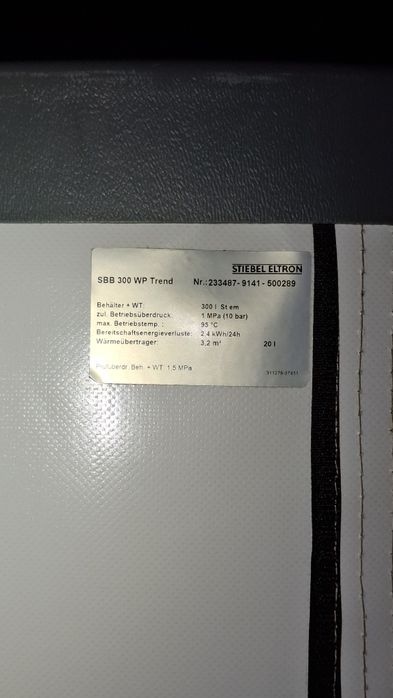 STIEBEL ELTRON
SBB 300 WP Trend Nr.:233487-9141-500289
Behälter + WT: 300 l St em
zul. Betriebsüberdruck: 1 MPa (10 bar)
max. Betriebstemp.: 95 °C
Bereitschaftsenergieverluste: 2,4 kWh/24h
Wärmeübertrager: 3,2 m² 20 l
Prüfüberdr. Beh. + WT: 1,5 MPa